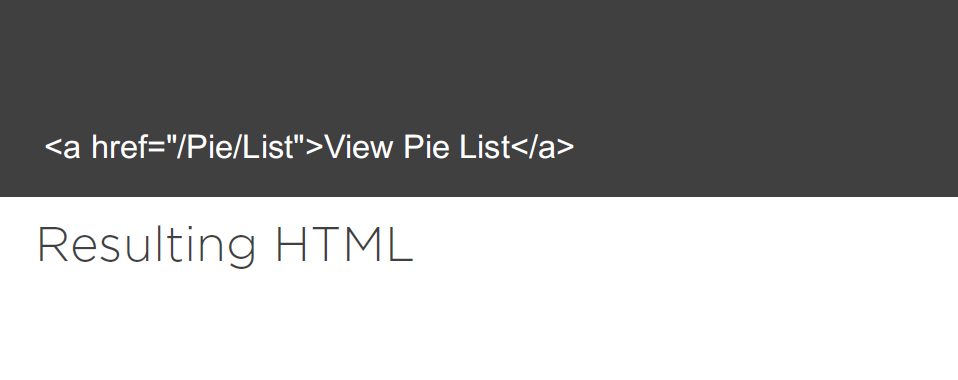 <a href="/Pie/List">View Pie List</a>
Resulting HTML